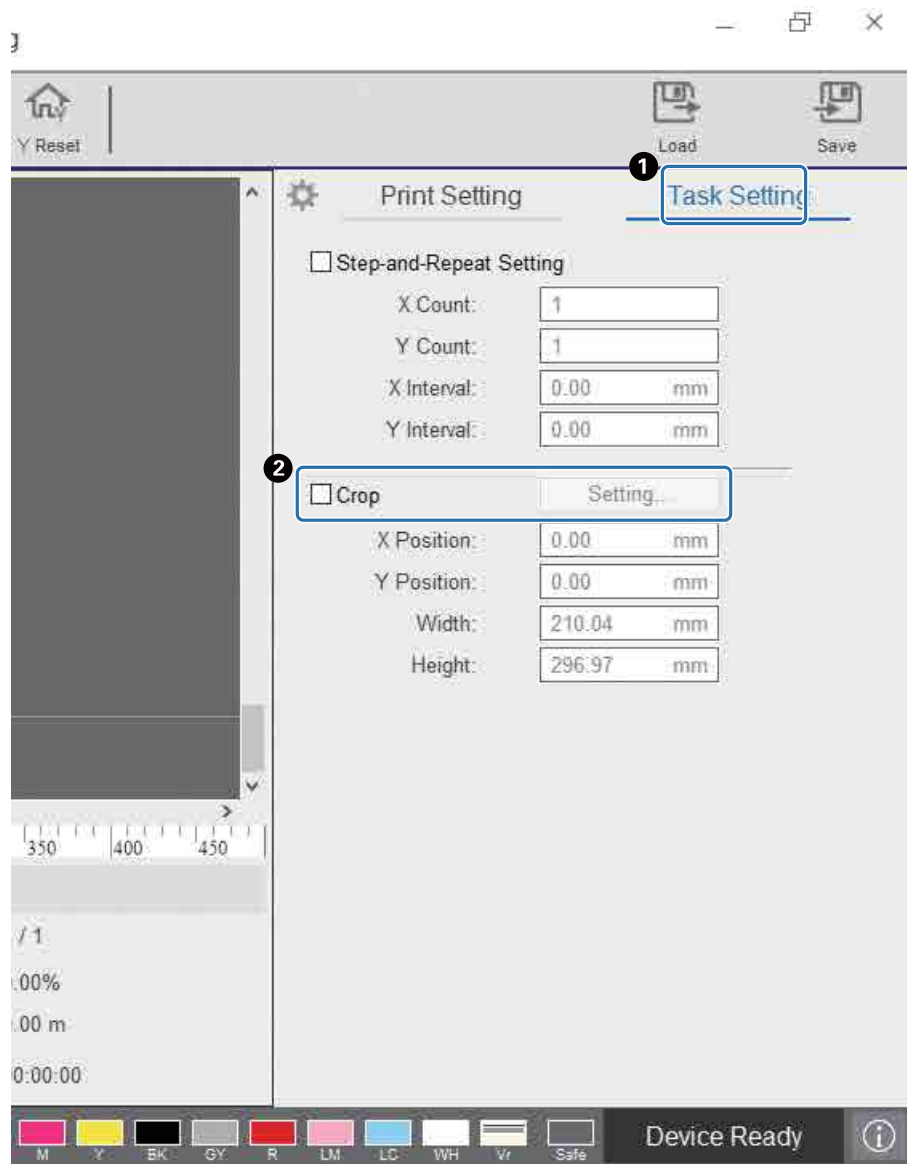 g
Y Reset
Load
Save
1
Print Setting
Task Setting
Step-and-Repeat Setting
X Count: 1
Y Count: 1
X Interval: 0.00 mm
Y Interval: 0.00 mm
2
Crop Setting...
X Position: 0.00 mm
Y Position: 0.00 mm
Width: 210.04 mm
Height: 296.97 mm
350 400 450
/ 1
.00%
.00 m
0:00:00
M Y BK GY R LM LC WH Vr Safe
Device Ready